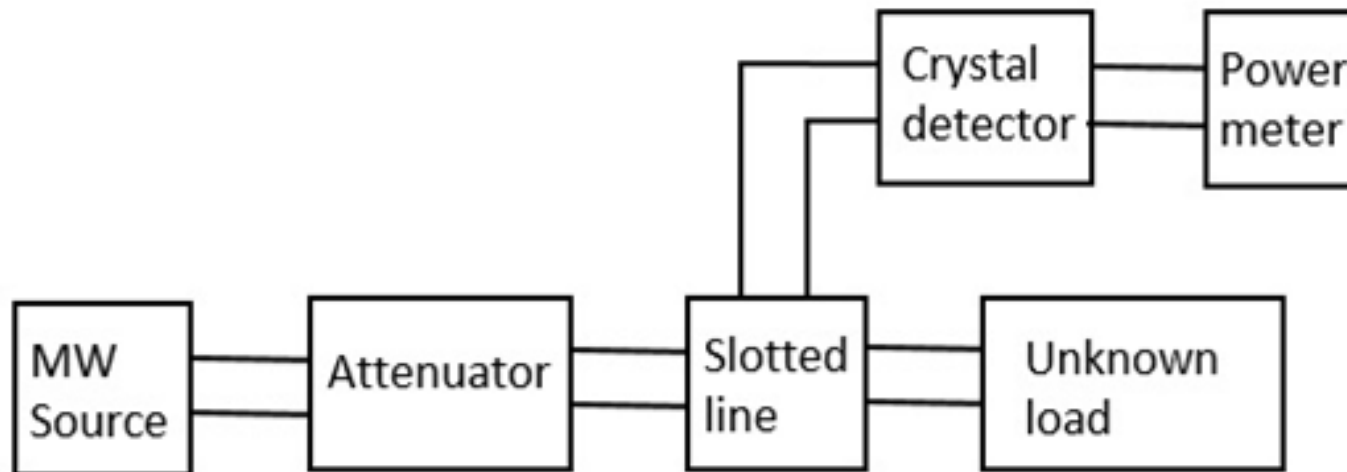 Crystal
detector
Power
meter
MW
Source
Attenuator
Slotted
line
Unknown
load